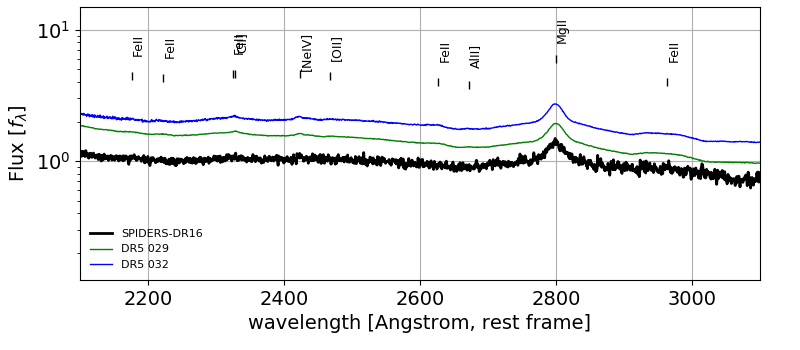 10¹
10⁰
Flux [fλ]
FeII
FeII
FeII
CII]
[NeIV]
[OII]
FeII
AlII]
MgII
FeII
SPIDERS-DR16
DR5 029
DR5 032
2200
2400
2600
2800
3000
wavelength [Angstrom, rest frame]